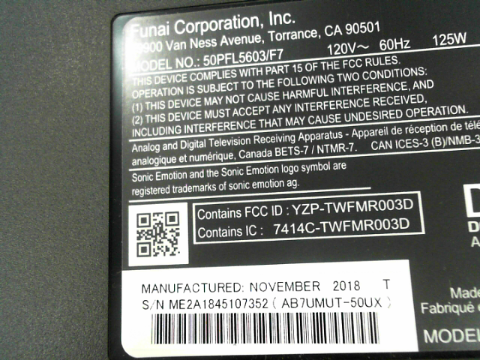 Funai Corporation, Inc.
900 Van Ness Avenue, Torrance, CA 90501
MODEL NO.: 50PFL5603/F7 120V~ 60Hz 125W
THIS DEVICE COMPLIES WITH PART 15 OF THE FCC RULES.
OPERATION IS SUBJECT TO THE FOLLOWING TWO CONDITIONS:
(1) THIS DEVICE MAY NOT CAUSE HARMFUL INTERFERENCE, AND
(2) THIS DEVICE MUST ACCEPT ANY INTERFERENCE RECEIVED,
INCLUDING INTERFERENCE THAT MAY CAUSE UNDESIRED OPERATION.
Analog and Digital Television Receiving Apparatus - Appareil de réception de télé
analogique et numérique, Canada BETS-7 / NTMR-7. CAN ICES-3 (B)/NMB-3
Sonic Emotion and the Sonic Emotion logo symbol are
registered trademarks of sonic emotion ag.
Contains FCC ID : YZP-TWFMR003D
Contains IC : 7414C-TWFMR003D
MANUFACTURED: NOVEMBER 2018 T
S/N ME2A1845107352 ( AB7UMUT-50UX )
Made
Fabriqué
MODEL